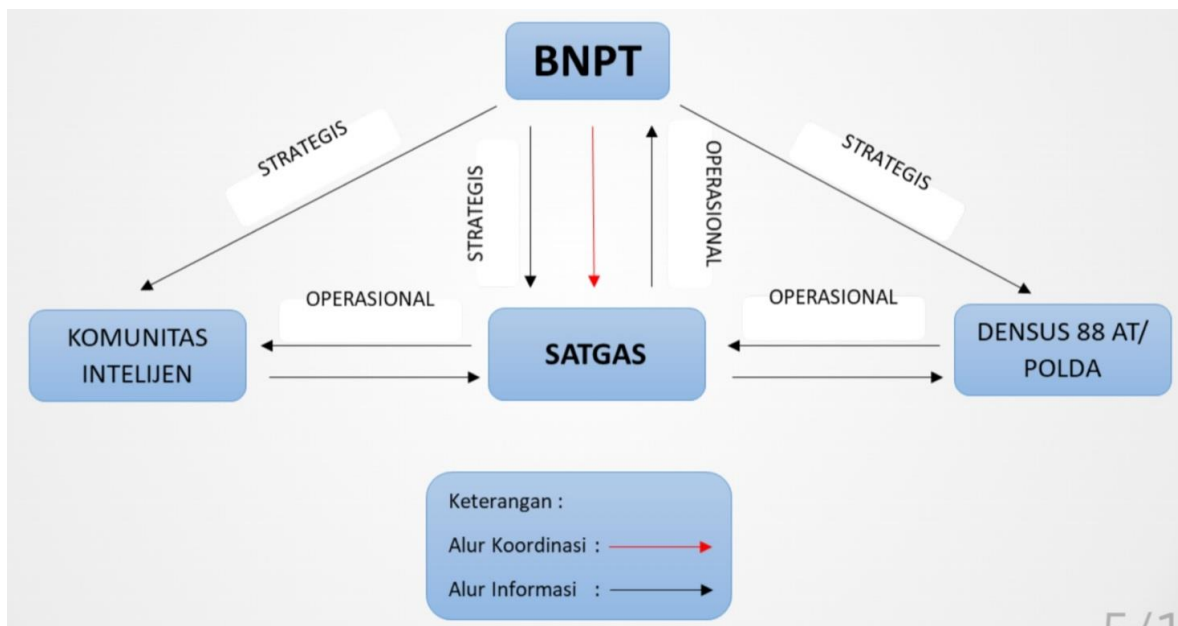 BNPT
STRATEGIS
STRATEGIS
OPERASIONAL
STRATEGIS
OPERASIONAL
OPERASIONAL
KOMUNITAS
INTELIJEN
SATGAS
DENSUS 88 AT/
POLDA
Keterangan :
Alur Koordinasi :
Alur Informasi :